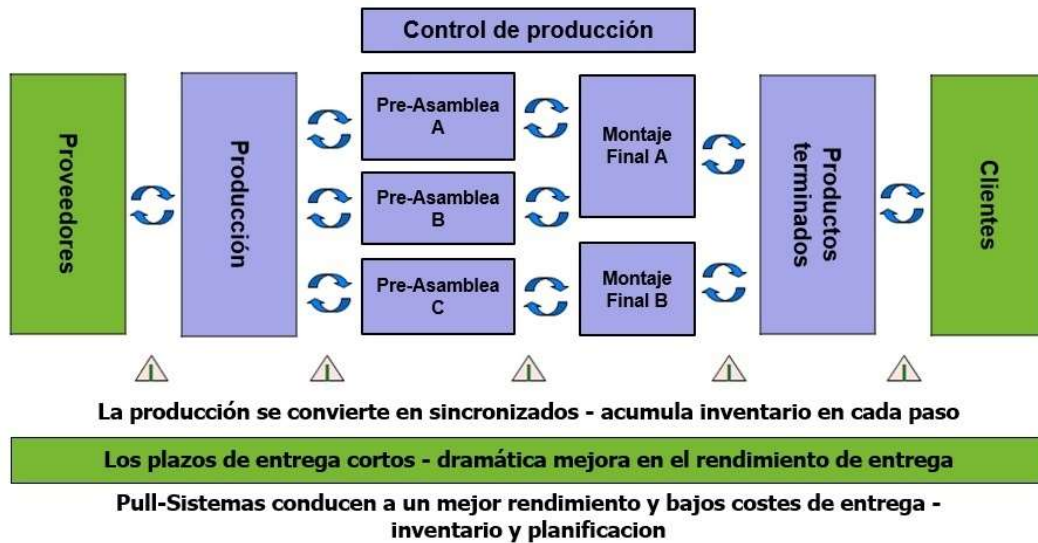 Control de producción
Proveedores
Producción
Pre-Asamblea
A
Pre-Asamblea
B
Pre-Asamblea
C
Montaje
Final A
Montaje
Final B
Productos
terminados
Clientes
I
I
I
I
I
La producción se convierte en sincronizados - acumula inventario en cada paso
Los plazos de entrega cortos - dramática mejora en el rendimiento de entrega
Pull-Sistemas conducen a un mejor rendimiento y bajos costes de entrega -
inventario y planificacion